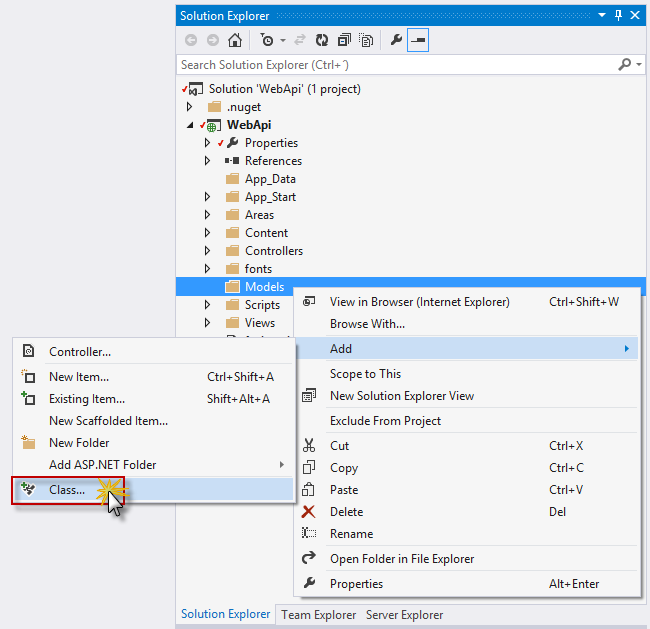 Solution Explorer
Search Solution Explorer (Ctrl+´)
Solution 'WebApi' (1 project)
.nuget
WebApi
Properties
References
App_Data
App_Start
Areas
Content
Controllers
fonts
Models
Scripts
Views
View in Browser (Internet Explorer) Ctrl+Shift+W
Browse With...
Add
Scope to This
New Solution Explorer View
Exclude From Project
Cut Ctrl+X
Copy Ctrl+C
Paste Ctrl+V
Delete Del
Rename
Open Folder in File Explorer
Properties Alt+Enter
Controller...
New Item... Ctrl+Shift+A
Existing Item... Shift+Alt+A
New Scaffolded Item...
New Folder
Add ASP.NET Folder
Class...
Solution Explorer Team Explorer Server Explorer